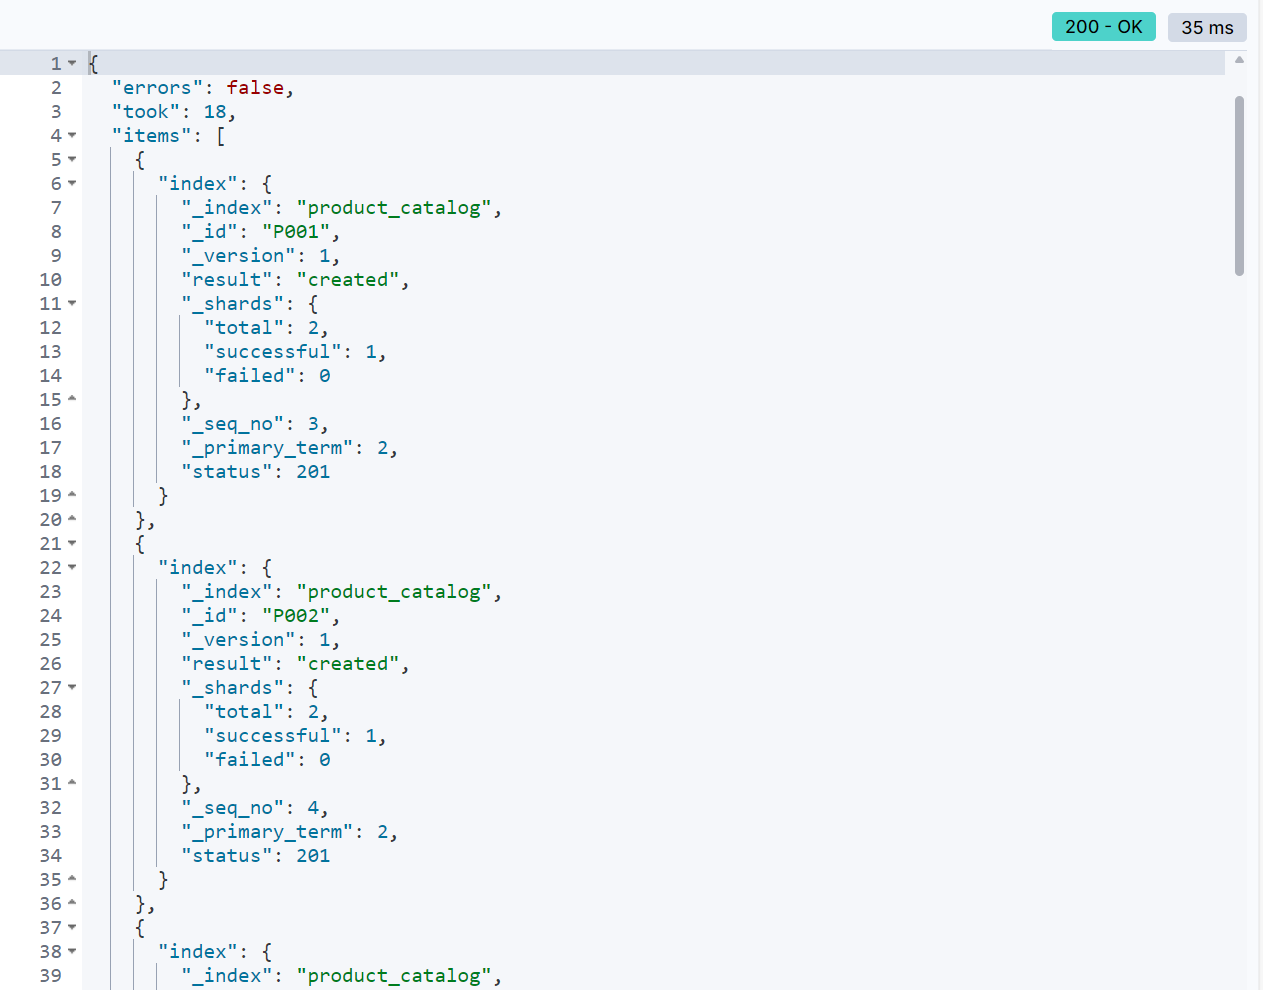 200 - OK 35 ms
1 {
2 "errors": false,
3 "took": 18,
4 "items": [
5 {
6 "index": {
7 "_index": "product_catalog",
8 "_id": "P001",
9 "_version": 1,
10 "result": "created",
11 "_shards": {
12 "total": 2,
13 "successful": 1,
14 "failed": 0
15 },
16 "_seq_no": 3,
17 "_primary_term": 2,
18 "status": 201
19 }
20 },
21 {
22 "index": {
23 "_index": "product_catalog",
24 "_id": "P002",
25 "_version": 1,
26 "result": "created",
27 "_shards": {
28 "total": 2,
29 "successful": 1,
30 "failed": 0
31 },
32 "_seq_no": 4,
33 "_primary_term": 2,
34 "status": 201
35 }
36 },
37 {
38 "index": {
39 "_index": "product_catalog",